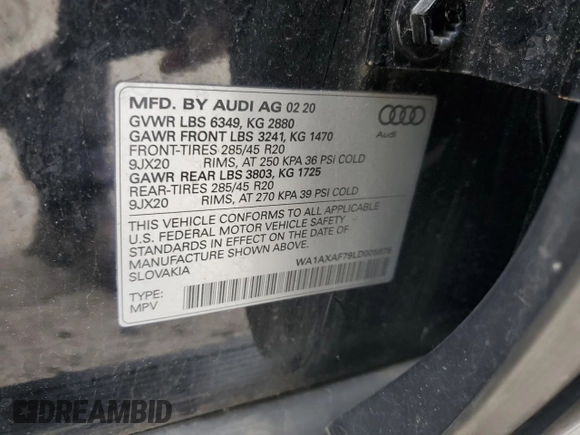 MFD. BY AUDI AG 02 20
GVWR LBS 6349, KG 2880
GAWR FRONT LBS 3241, KG 1470
FRONT-TIRES 285/45 R20
9JX20 RIMS, AT 250 KPA 36 PSI COLD
GAWR REAR LBS 3803, KG 1725
REAR-TIRES 285/45 R20
9JX20 RIMS, AT 270 KPA 39 PSI COLD
Audi
THIS VEHICLE CONFORMS TO ALL APPLICABLE
U.S. FEDERAL MOTOR VEHICLE SAFETY
STANDARDS IN EFFECT ON THE DATE OF
MANUFACTURE SHOWN ABOVE.
SLOVAKIA
TYPE:
MPV
DREAMBID